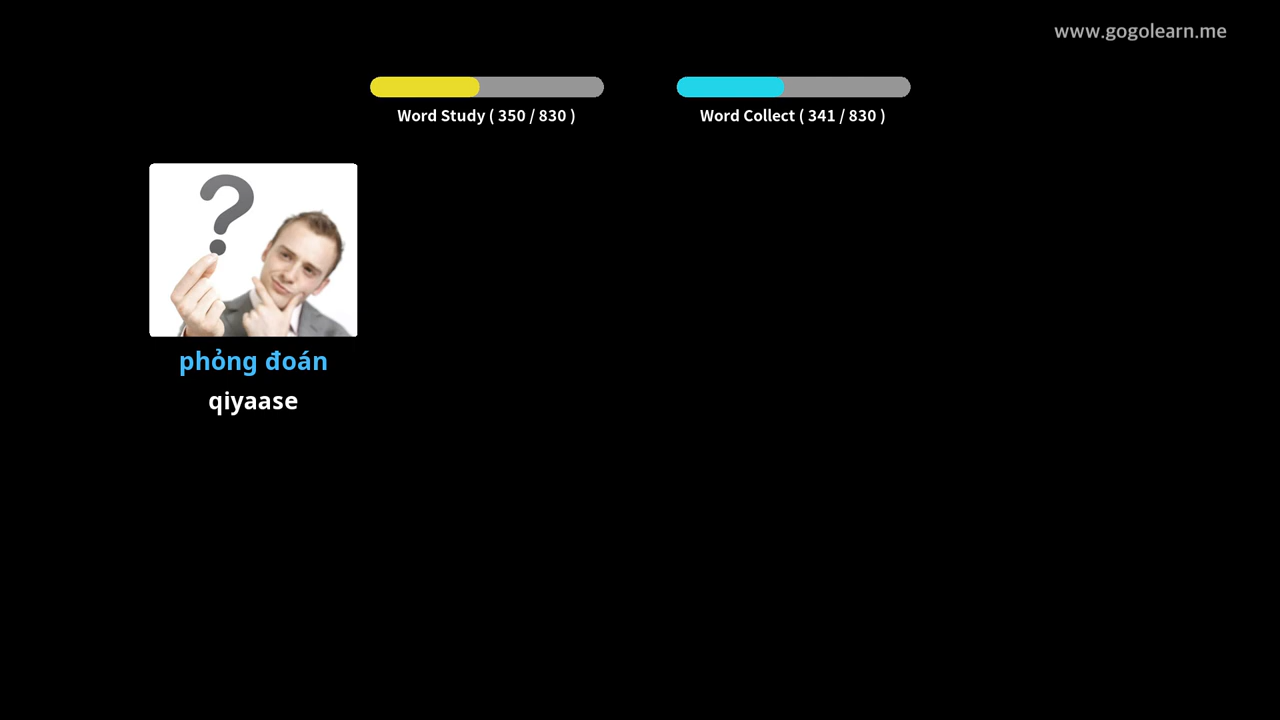 www.gogolearn.me
Word Study ( 350 / 830 )
Word Collect ( 341 / 830 )
?
phỏng đoán
qiyaase